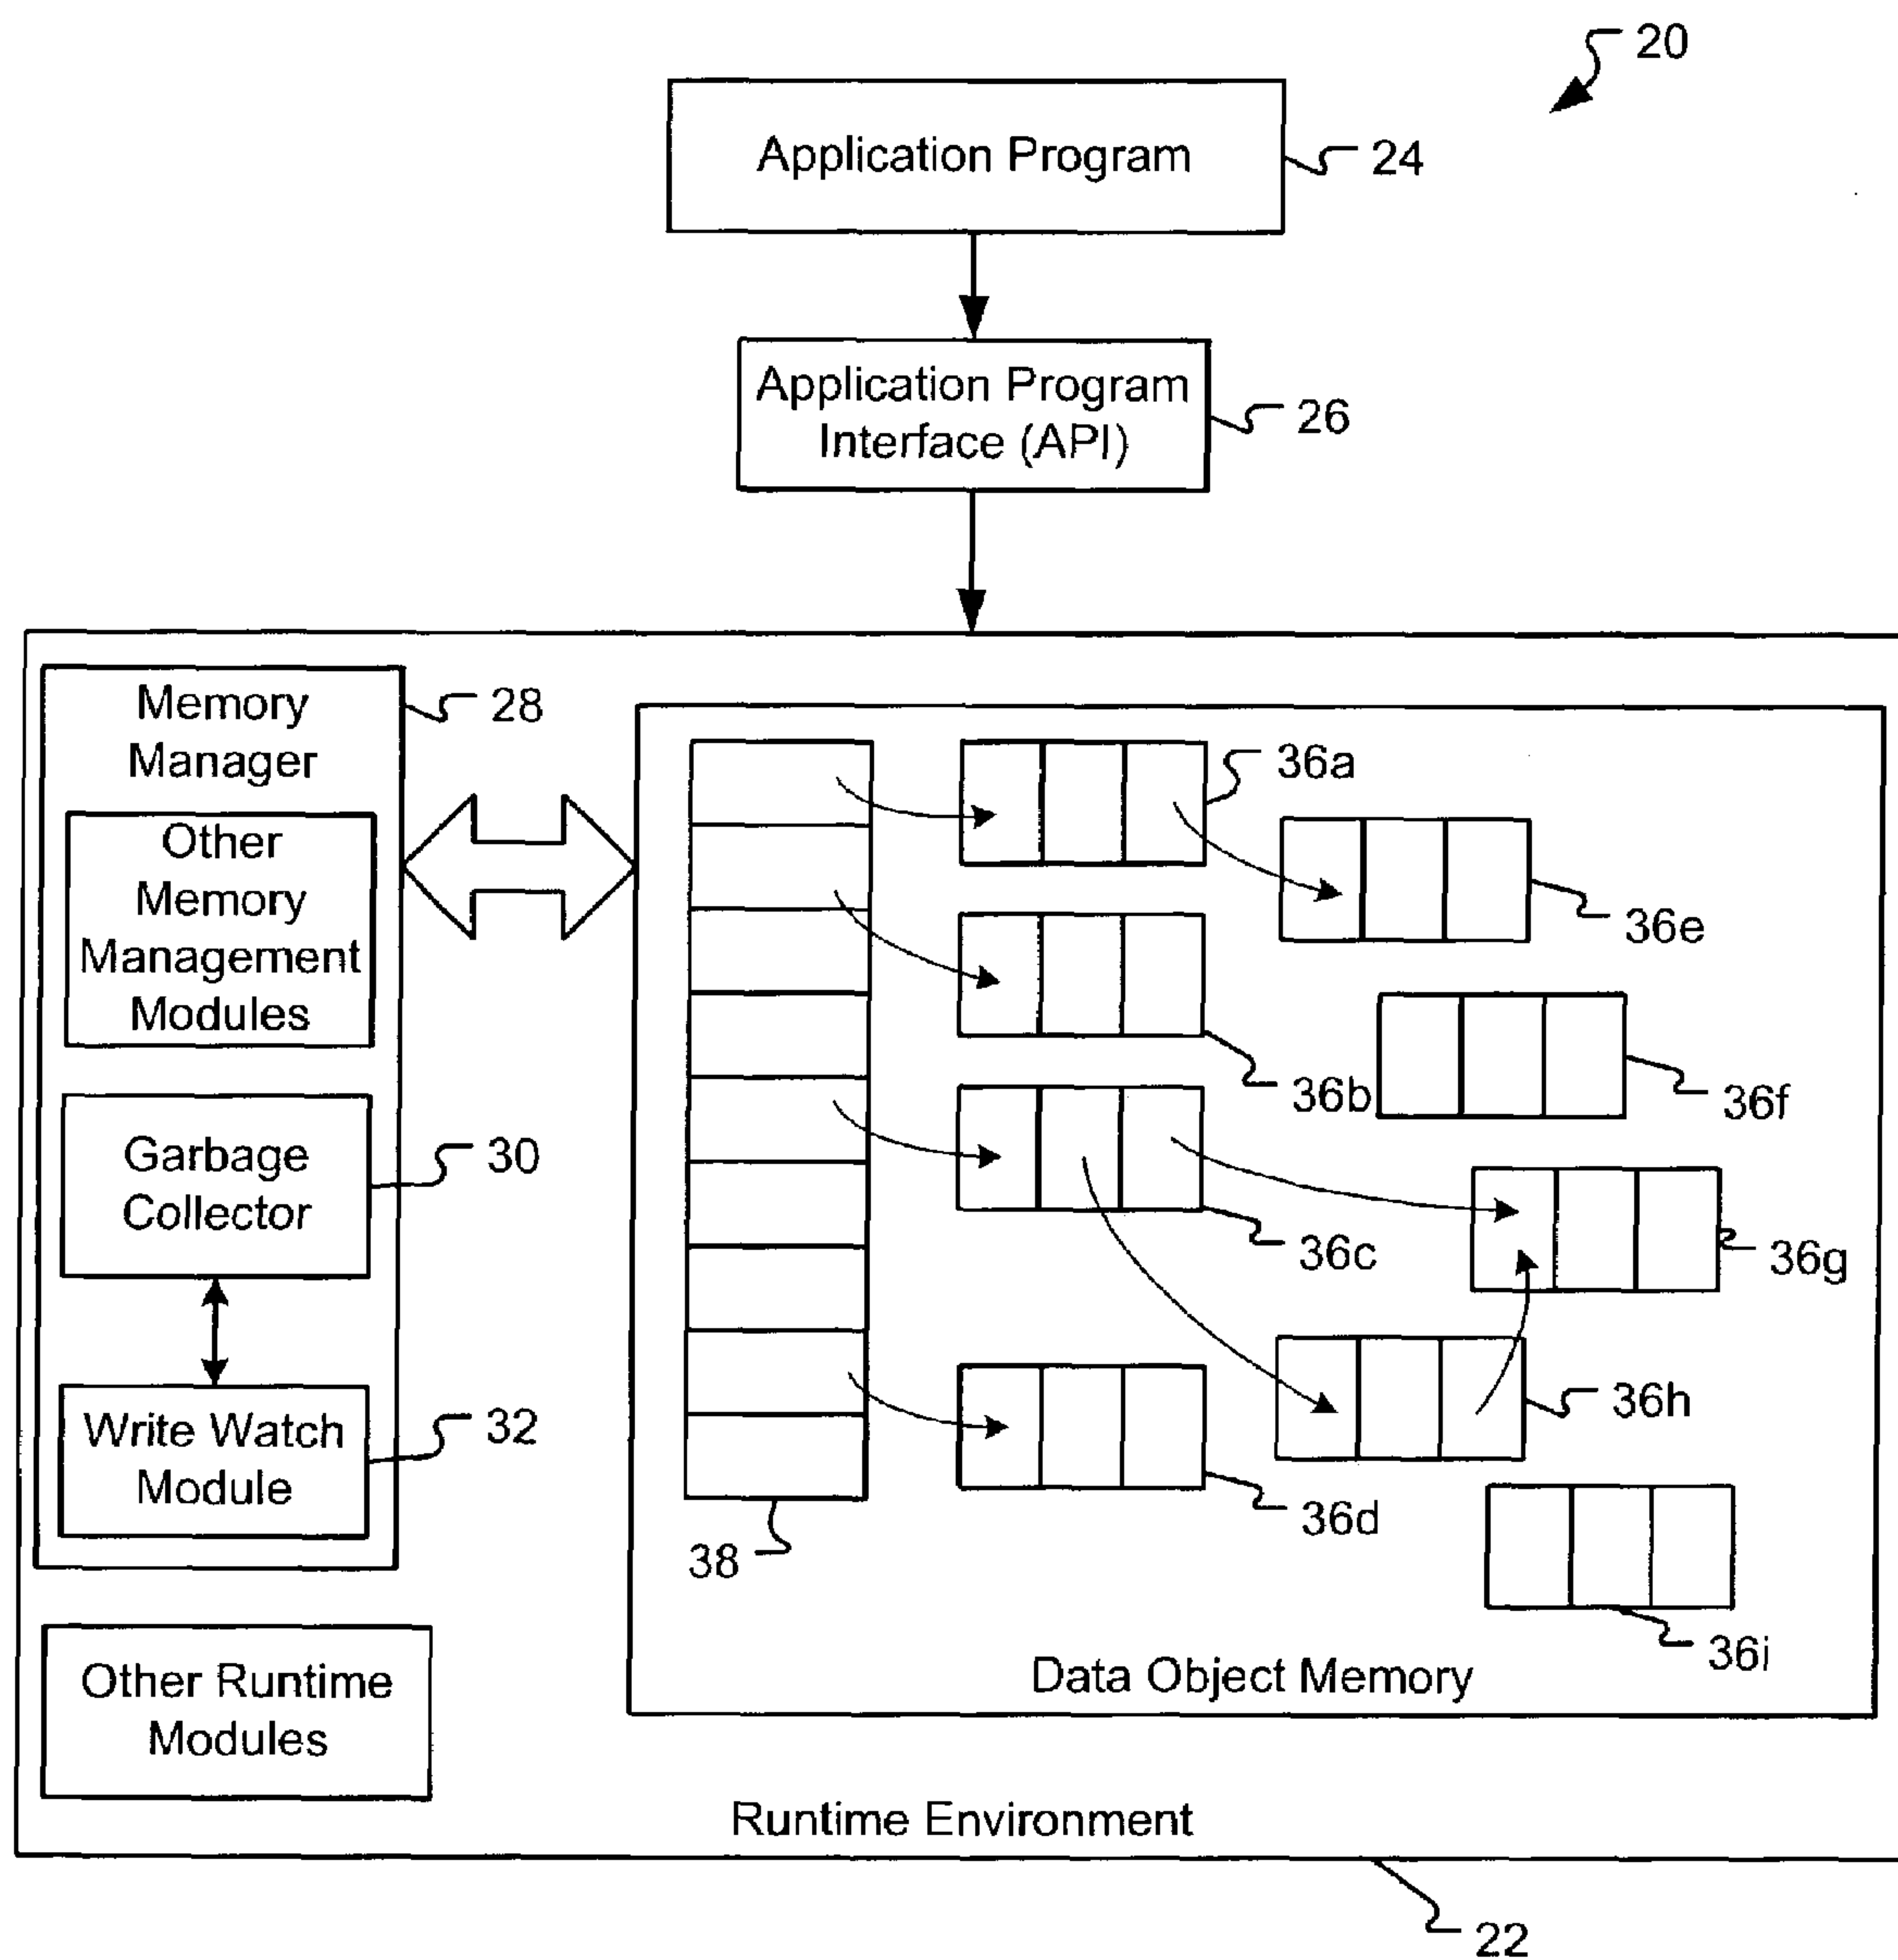 20
Application Program
24
Application Program
Interface (API)
26
Memory
Manager
28
Other
Memory
Management
Modules
Garbage
Collector
30
Write Watch
Module
32
Other Runtime
Modules
36a
36e
36b
36f
36c
36g
36h
36d
38
36i
Data Object Memory
Runtime Environment
22